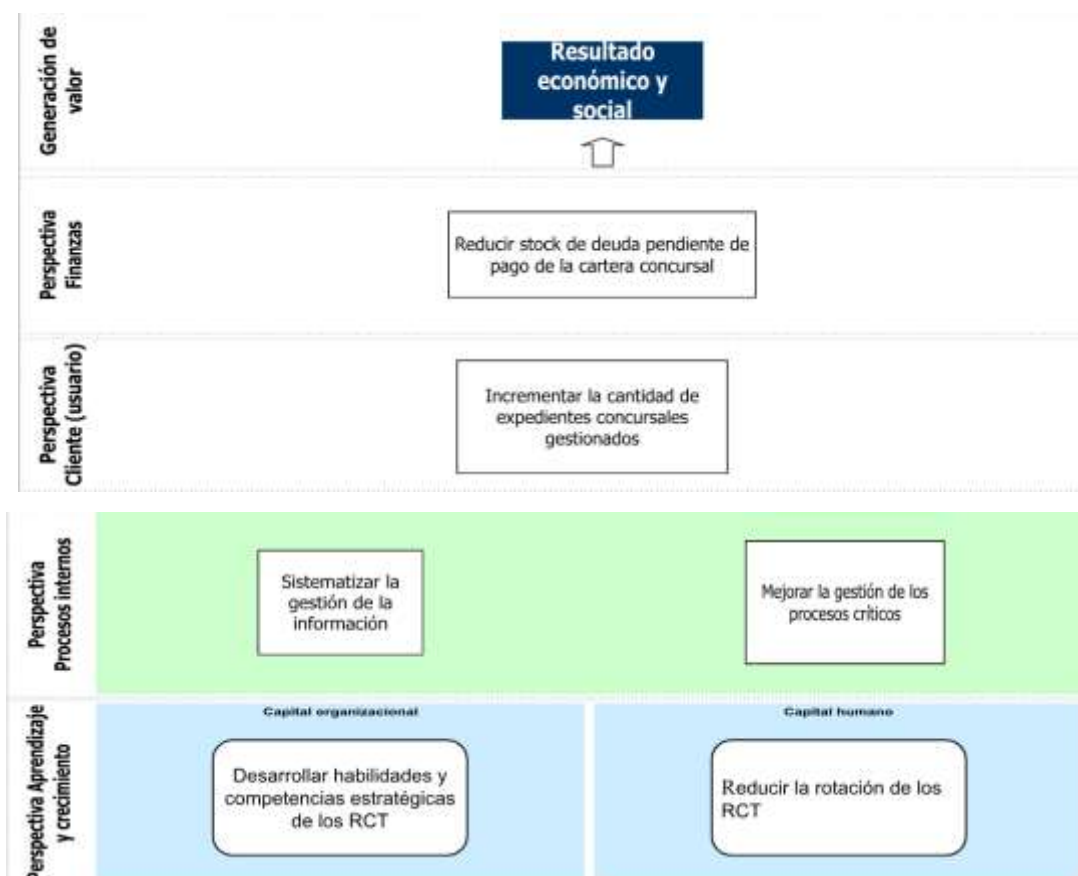 Generación de
valor
Resultado
económico y
social
Perspectiva
Finanzas
Reducir stock de deuda pendiente de
pago de la cartera concursal
Perspectiva
Cliente (usuario)
Incrementar la cantidad de
expedientes concursales
gestionados
Perspectiva
Procesos internos
Sistematizar la
gestión de la
información
Mejorar la gestión de los
procesos críticos
Perspectiva Aprendizaje
y crecimiento
Capital organizacional
Desarrollar habilidades y
competencias estratégicas
de los RCT
Capital humano
Reducir la rotación de los
RCT